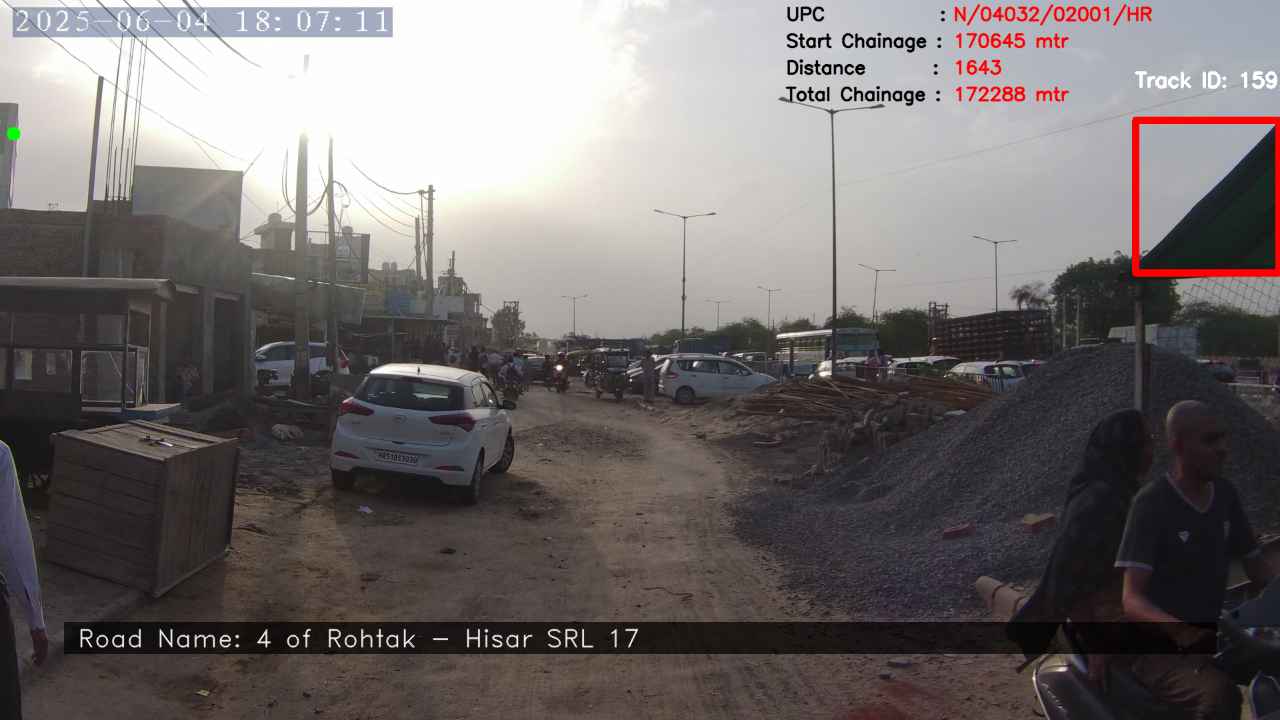 2025-06-04 18:07:11
UPC : N/04032/02001/HR
Start Chainage : 170645 mtr
Distance : 1643
Total Chainage : 172288 mtr
Track ID: 159
Road Name: 4 of Rohtak - Hisar SRL 17